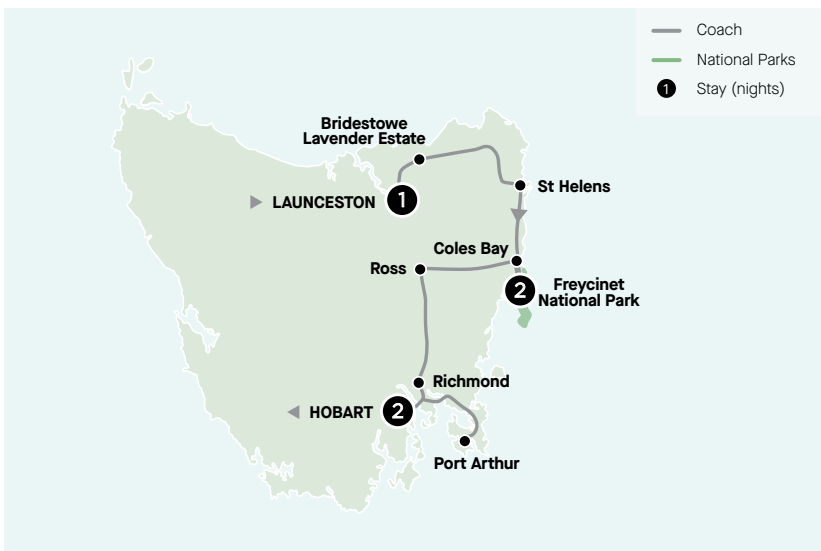 Coach
National Parks
1 Stay (nights)
Bridestowe
Lavender Estate
LAUNCESTON 1
St Helens
Coles Bay
Ross
2 Freycinet
National Park
Richmond
HOBART 2
Port Arthur